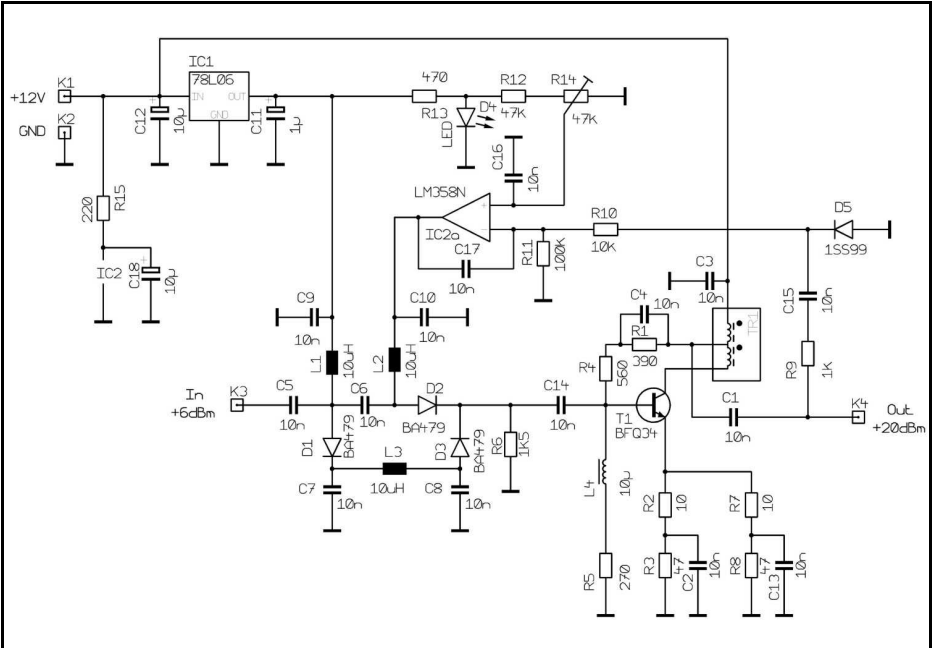 K1
+12V
K2
GND
IC1
78L06
IN OUT
GND
+
C12
10µ
+
C11
1µ
220
R15
IC2
+
C18
10µ
470
R13
D4
LED
R12
47K
R14
47K
C16
10n
LM358N
+
-
IC2a
C17
10n
R11
100K
R10
10K
D5
1SS99
C9
10n
C10
10n
L1
10uH
L2
10uH
C3
10n
C4
10n
R1
390
R4
560
TR1
C15
10n
R9
1K
In
+6dBm
K3
C5
10n
C6
10n
D2
BA479
D1
BA479
L3
10uH
D3
BA479
R6
1K5
C14
10n
T1
BFQ34
C1
10n
K4
Out
+20dBm
C7
10n
C8
10n
L4
10µ
R5
270
R2
10
R3
47
C2
10n
R7
10
R8
47
C13
10n